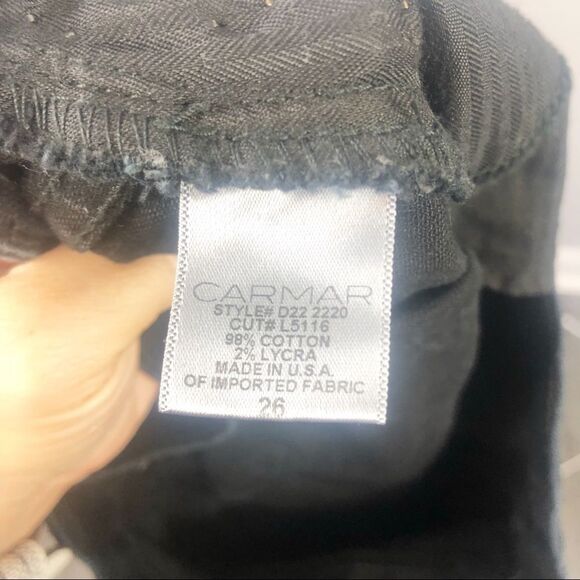 CARMAR
STYLE# D22 2220
CUT# L5116
98% COTTON
2% LYCRA
MADE IN U.S.A.
OF IMPORTED FABRIC
26